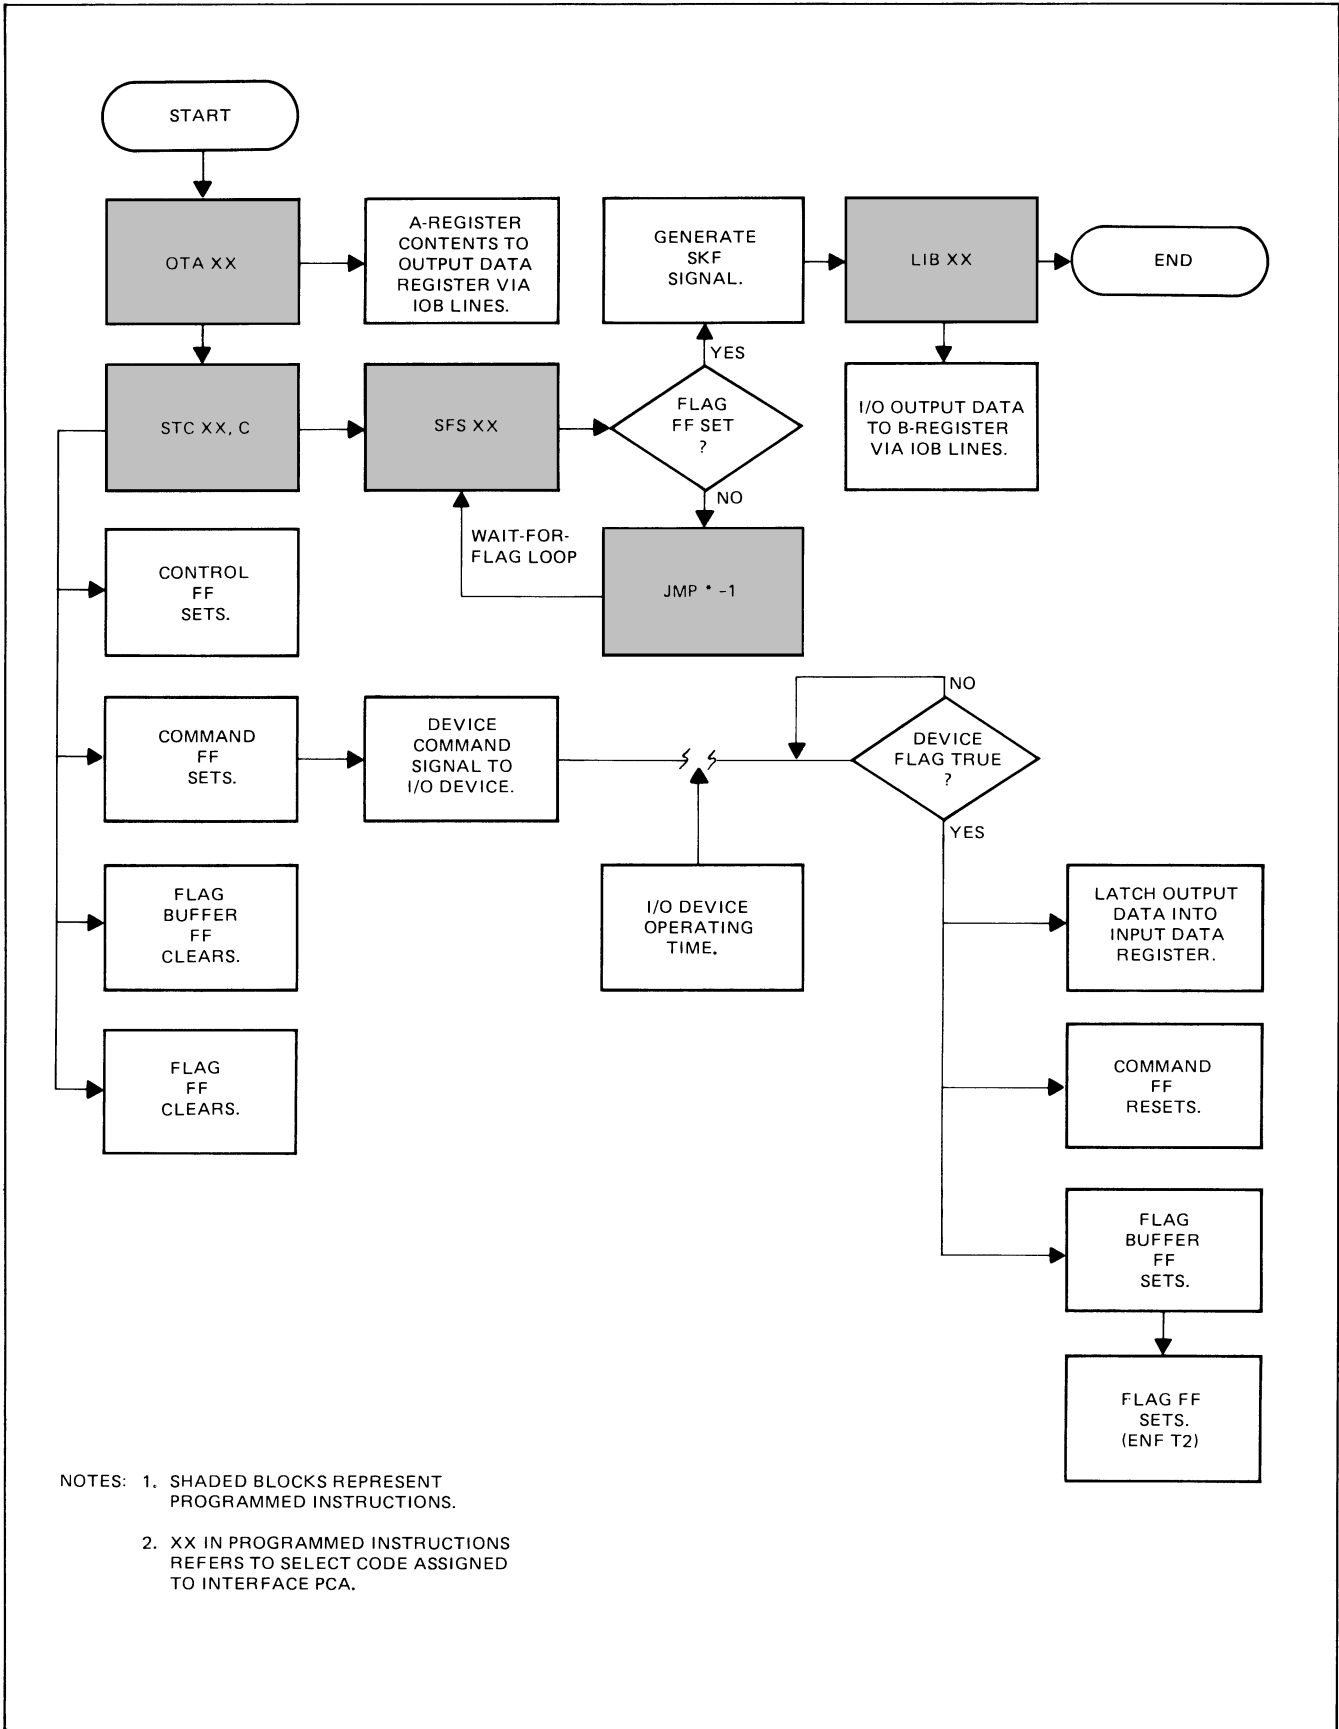 START
OTA XX
A-REGISTER
CONTENTS TO
OUTPUT DATA
REGISTER VIA
IOB LINES.
GENERATE
SKF
SIGNAL.
LIB XX
END
YES
STC XX, C
SFS XX
FLAG
FF SET
?
I/O OUTPUT DATA
TO B-REGISTER
VIA IOB LINES.
NO
WAIT-FOR-
FLAG LOOP
JMP * -1
CONTROL
FF
SETS.
NO
COMMAND
FF
SETS.
DEVICE
COMMAND
SIGNAL TO
I/O DEVICE.
DEVICE
FLAG TRUE
?
YES
FLAG
BUFFER
FF
CLEARS.
I/O DEVICE
OPERATING
TIME.
LATCH OUTPUT
DATA INTO
INPUT DATA
REGISTER.
FLAG
FF
CLEARS.
COMMAND
FF
RESETS.
FLAG
BUFFER
FF
SETS.
FLAG FF
SETS.
(ENF T2)
NOTES: 1. SHADED BLOCKS REPRESENT
PROGRAMMED INSTRUCTIONS.
2. XX IN PROGRAMMED INSTRUCTIONS
REFERS TO SELECT CODE ASSIGNED
TO INTERFACE PCA.